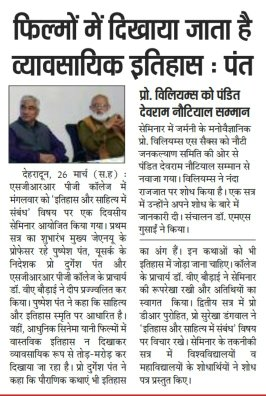 फिल्मों में दिखाया जाता है
व्यावसायिक इतिहास : पंत
देहरादून, 26 मार्च (स.ह) :
एसजीआरआर पीजी कॉलेज में
मंगलवार को 'इतिहास और साहित्य में
संबंध' विषय पर एक दिवसीय
सेमिनार आयोजित किया गया। प्रथम
सत्र का शुभारंभ मुख्य जेएनयू के
प्रोफेसर रहे पुष्पेश पंत, यूसर्क के
निदेशक प्रो दुर्गेश पंत और
एसजीआरआर पीजी कॉलेज के प्राचार्य
डॉ. वीए बौड़ाई ने दीप प्रज्ज्वलित कर
किया। पुष्पेश पंत ने कहा कि साहित्य
और इतिहास स्मृति पर आधारित है।
वहीं, आधुनिक सिनेमा यानी फिल्मों में
वास्तविक इतिहास न दिखाकर
व्यावसायिक रूप से तोड़-मरोड़ कर
दिखाया जा रहा है। प्रो दुर्गेश पंत ने
कहा कि पौराणिक कथाएं भी इतिहास
प्रो. विलियम्स को पंडित
देवराम नौटियाल सम्मान
सेमिनार में जर्मनी के मनोवैज्ञानिक
प्रो. विलियम्स एस सैक्स को नौटी
जनकल्याण समिति की ओर से
पंडित देवराम नौटियाल सम्मान से
नवाजा गया। विलियम्स ने नंदा
राजजात पर शोध किया है। एक सत्र
में उन्होंने अपने शोध के बारे में
जानकारी दी। संचालन डॉ. एमएस
गुसाईं ने किया।
का अंग हैं। इन कथाओं को भी
इतिहास में जोड़ा जाना चाहिए। कॉलेज
के प्राचार्य डॉ. वीए बौड़ाई ने सेमिनार
की रूपरेखा रखी और अतिथियों का
स्वागत किया। द्वितीय सत्र में प्रो
डीआर पुरोहित, प्रो सुरेखा डंगवाल ने
'इतिहास और साहित्य में संबंध' विषय
पर विचार रखे। सेमिनार के तकनीकी
सत्र में विश्वविद्यालयों व
महाविद्यालयों के शोधार्थियों ने शोध
पत्र प्रस्तुत किए।